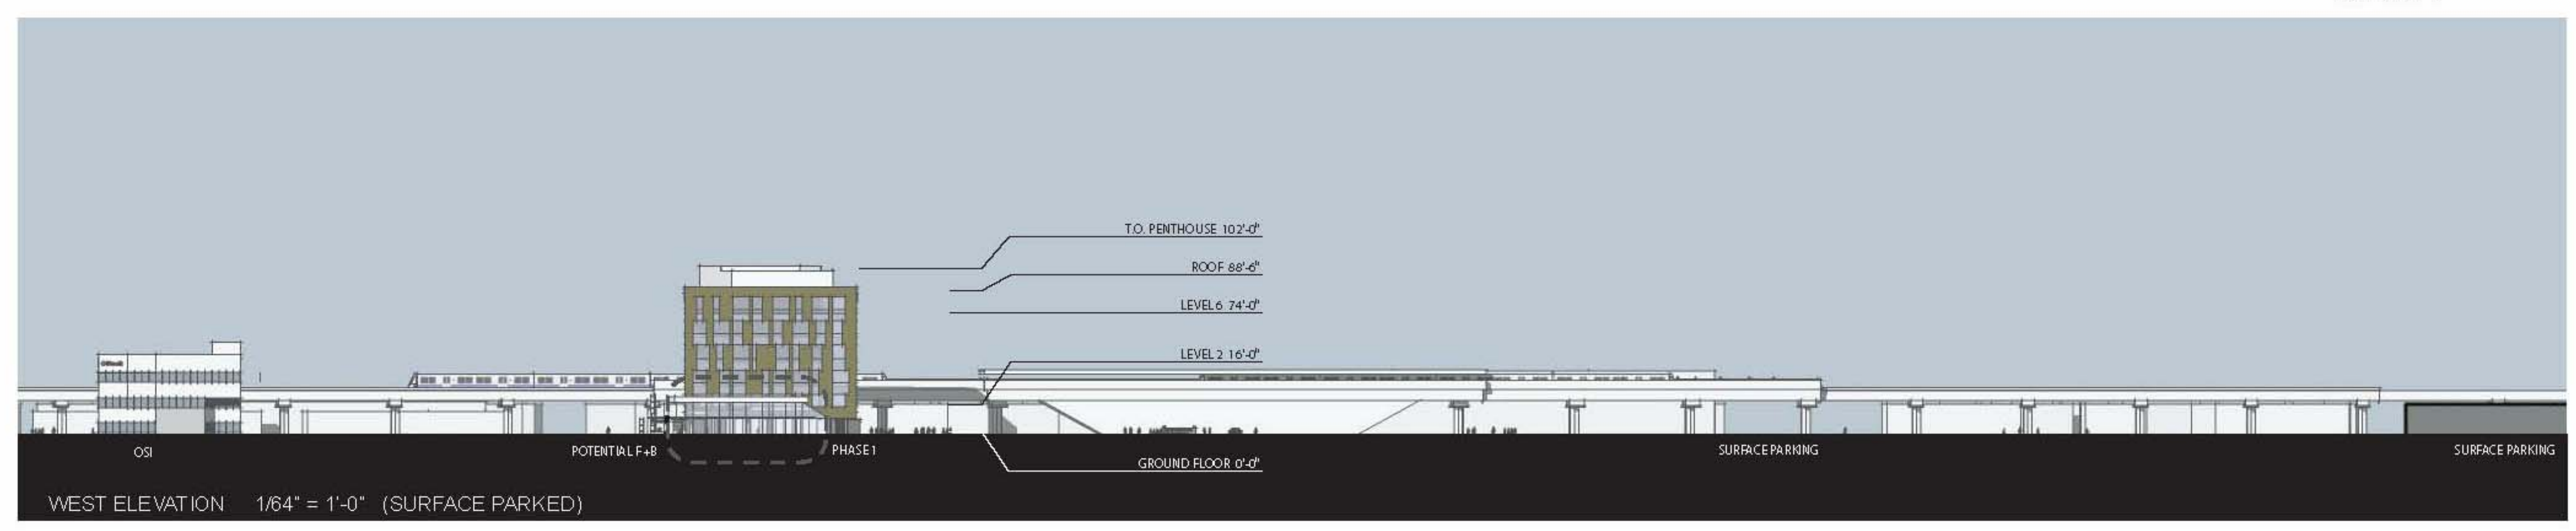 T.O. PENTHOUSE 102'-0"
ROOF 88'-6"
LEVEL 6 74'-0"
LEVEL 2 16'-0"
GROUND FLOOR 0'-0"
OSI
POTENTIAL F+B
PHASE 1
SURFACE PARKING
SURFACE PARKING
WEST ELEVATION 1/64" = 1'-0" (SURFACE PARKED)